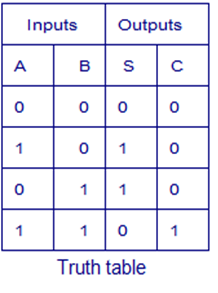 Inputs Outputs
A B S C
0 0 0 0
1 0 1 0
0 1 1 0
1 1 0 1
Truth table